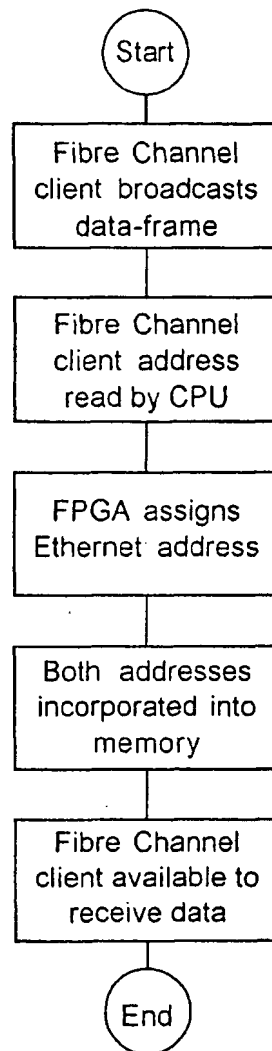 Start
Fibre Channel
client broadcasts
data-frame
Fibre Channel
client address
read by CPU
FPGA assigns
Ethernet address
Both addresses
incorporated into
memory
Fibre Channel
client available to
receive data
End